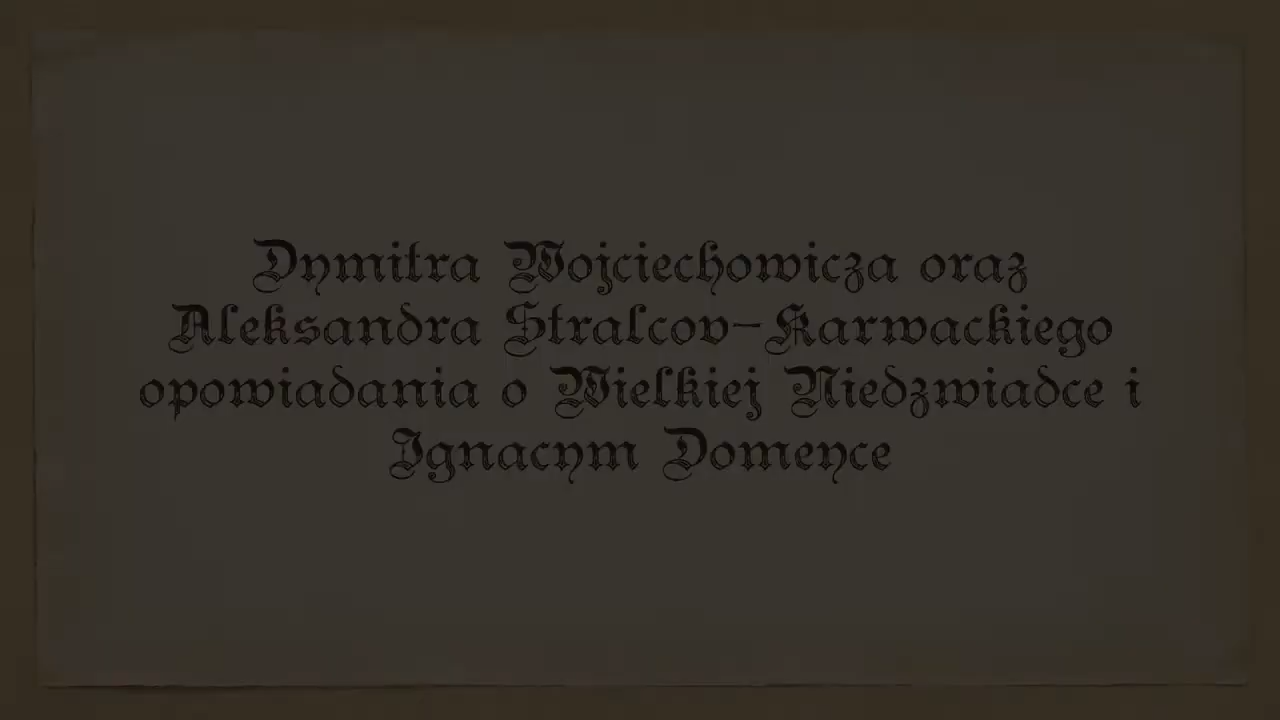 Dymitra Wojciechowicza oraz
Aleksandra Stralcov-Karwackiego
opowiadania o Wielkiej Niedzwiadce i
Ignacym Domeyce